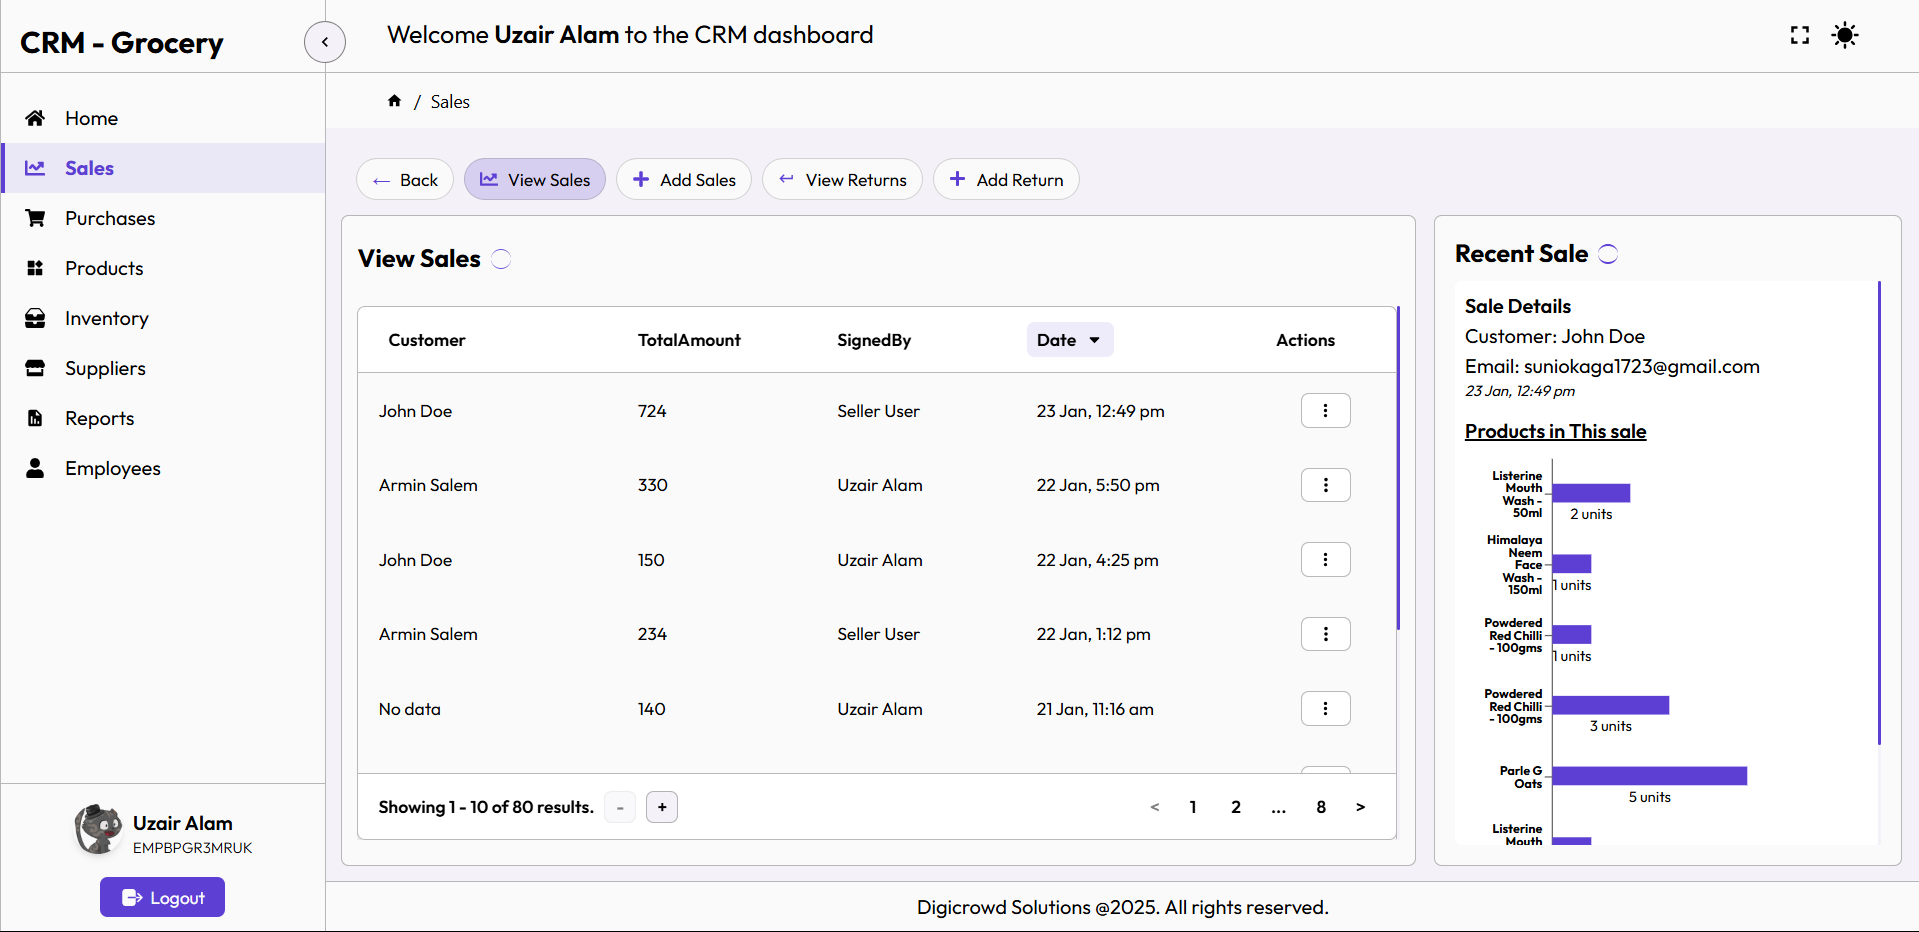 CRM - Grocery
Welcome Uzair Alam to the CRM dashboard
/ Sales
Home
Sales
Purchases
Products
Inventory
Suppliers
Reports
Employees
Uzair Alam
EMPBPGR3MRUK
Logout
← Back
View Sales
+ Add Sales
View Returns
+ Add Return
View Sales
Customer TotalAmount SignedBy Date Actions
John Doe 724 Seller User 23 Jan, 12:49 pm
Armin Salem 330 Uzair Alam 22 Jan, 5:50 pm
John Doe 150 Uzair Alam 22 Jan, 4:25 pm
Armin Salem 234 Seller User 22 Jan, 1:12 pm
No data 140 Uzair Alam 21 Jan, 11:16 am
Showing 1 - 10 of 80 results. - + < 1 2 ... 8 >
Recent Sale
Sale Details
Customer: John Doe
Email: suniokaga1723@gmail.com
23 Jan, 12:49 pm
Products in This sale
Listerine
Mouth
Wash -
50ml
2 units
Himalaya
Neem
Face
Wash -
150ml
1 units
Powdered
Red Chilli
- 100gms
1 units
Powdered
Red Chilli
- 100gms
3 units
Parle G
Oats
5 units
Listerine
Mouth
Digicrowd Solutions @2025. All rights reserved.